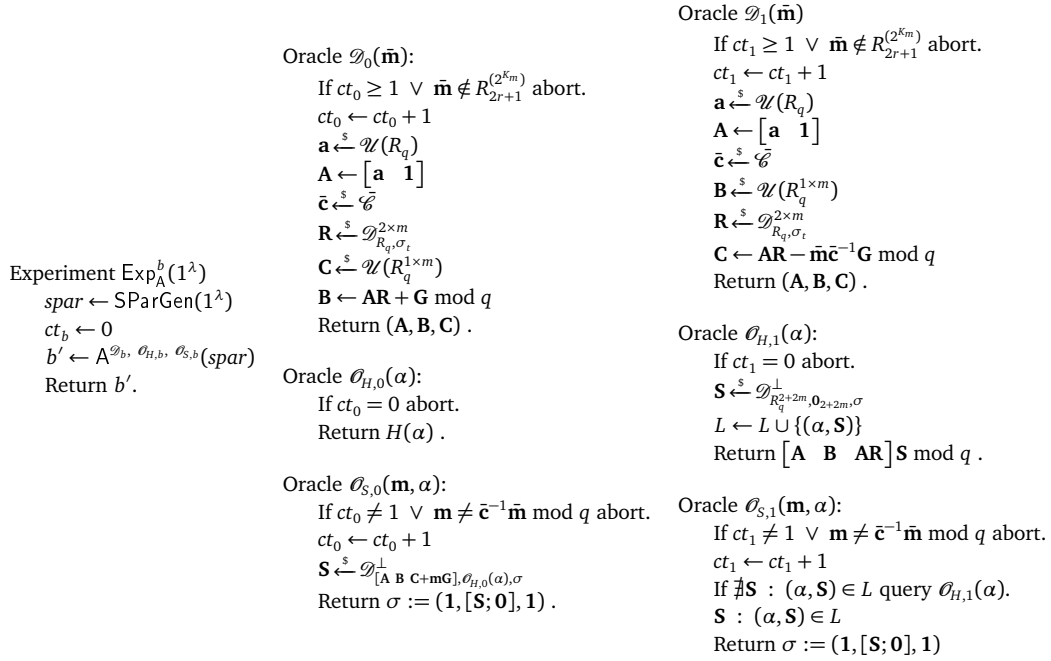 Experiment Exp_A^b(1^λ)
spar ← SParGen(1^λ)
ct_b ← 0
b′ ← A^{𝒟_b, 𝒪_{H,b}, 𝒪_{S,b}}(spar)
Return b′.
Oracle 𝒟_0(m̄):
If ct_0 ≥ 1 ∨ m̄ ∉ R_{2r+1}^{(2^{K_m})} abort.
ct_0 ← ct_0 + 1
a ←$ 𝒰(R_q)
A ← [a 1]
c̄ ←$ 𝒞̄
R ←$ 𝒟_{R_q,σ_t}^{2×m}
C ←$ 𝒰(R_q^{1×m})
B ← AR + G mod q
Return (A, B, C) .
Oracle 𝒪_{H,0}(α):
If ct_0 = 0 abort.
Return H(α) .
Oracle 𝒪_{S,0}(m, α):
If ct_0 ≠ 1 ∨ m ≠ c̄^{−1}m̄ mod q abort.
ct_0 ← ct_0 + 1
S ←$ 𝒟^⊥_{[A B C+mG],𝒪_{H,0}(α),σ}
Return σ := (1, [S; 0], 1) .
Oracle 𝒟_1(m̄)
If ct_1 ≥ 1 ∨ m̄ ∉ R_{2r+1}^{(2^{K_m})} abort.
ct_1 ← ct_1 + 1
a ←$ 𝒰(R_q)
A ← [a 1]
c̄ ←$ 𝒞̄
B ←$ 𝒰(R_q^{1×m})
R ←$ 𝒟_{R_q,σ_t}^{2×m}
C ← AR − m̄c̄^{−1}G mod q
Return (A, B, C) .
Oracle 𝒪_{H,1}(α):
If ct_1 = 0 abort.
S ←$ 𝒟^⊥_{R_q^{2+2m},0_{2+2m},σ}
L ← L ∪ {(α, S)}
Return [A B AR]S mod q .
Oracle 𝒪_{S,1}(m, α):
If ct_1 ≠ 1 ∨ m ≠ c̄^{−1}m̄ mod q abort.
ct_1 ← ct_1 + 1
If ∄S : (α, S) ∈ L query 𝒪_{H,1}(α).
S : (α, S) ∈ L
Return σ := (1, [S; 0], 1)